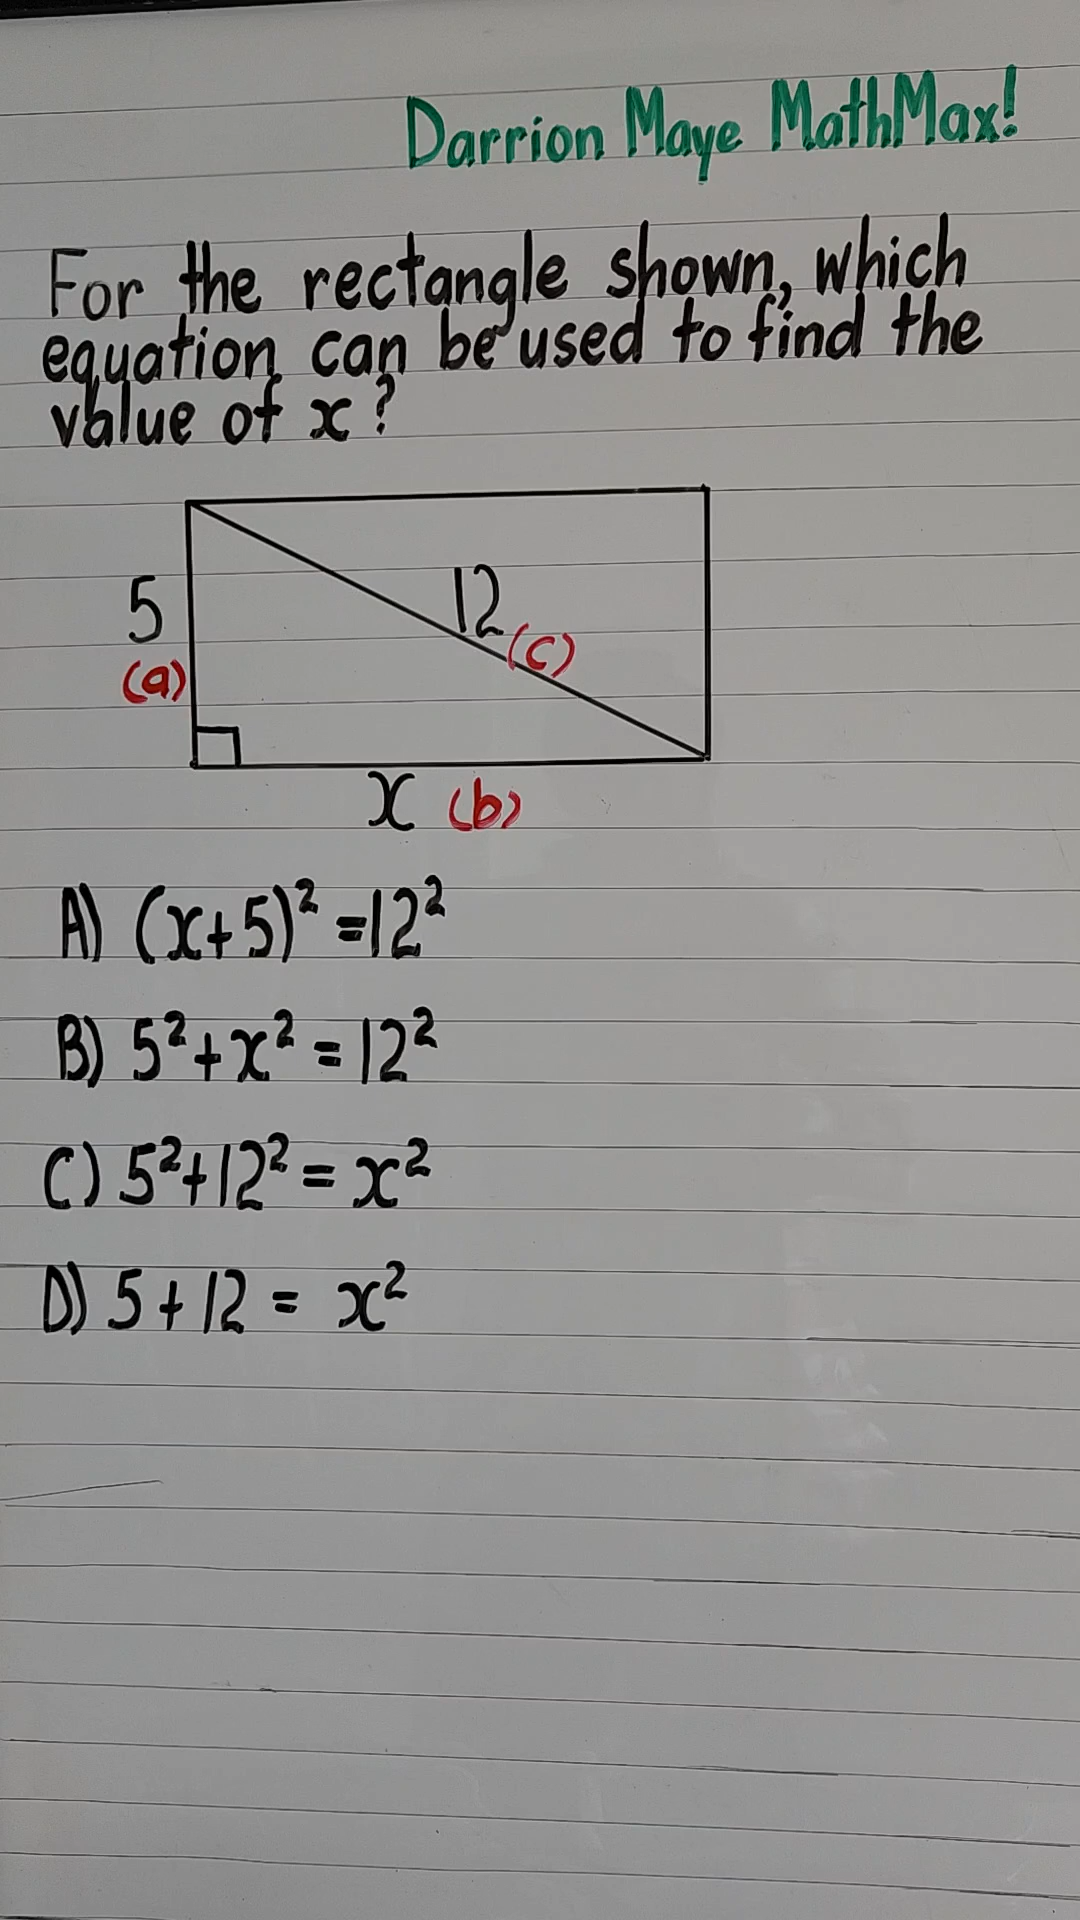 Darrion Maye MathMax!
For the rectangle shown, which
equation can be used to find the
value of x?
5
12
(c)
(a)
x (b)
A) (x+5)² =12²
B) 5²+x² = 12²
C) 5²+12² = x²
D) 5+12 = x²